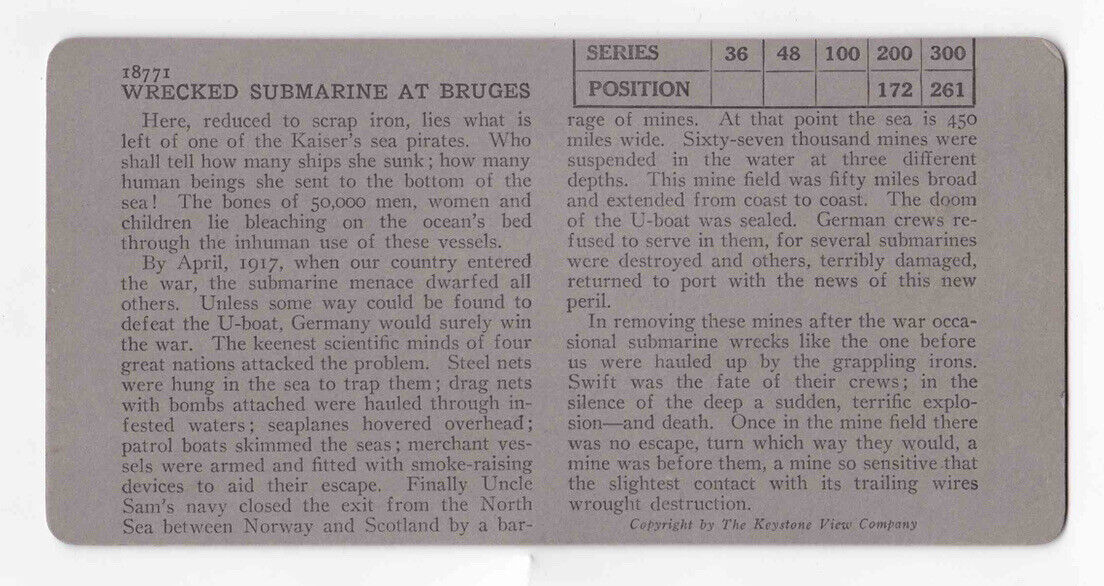 18771
WRECKED SUBMARINE AT BRUGES
Here, reduced to scrap iron, lies what is
left of one of the Kaiser's sea pirates. Who
shall tell how many ships she sunk; how many
human beings she sent to the bottom of the
sea! The bones of 50,000 men, women and
children lie bleaching on the ocean's bed
through the inhuman use of these vessels.
By April, 1917, when our country entered
the war, the submarine menace dwarfed all
others. Unless some way could be found to
defeat the U-boat, Germany would surely win
the war. The keenest scientific minds of four
great nations attacked the problem. Steel nets
were hung in the sea to trap them; drag nets
with bombs attached were hauled through in-
fested waters; seaplanes hovered overhead;
patrol boats skimmed the seas; merchant ves-
sels were armed and fitted with smoke-raising
devices to aid their escape. Finally Uncle
Sam's navy closed the exit from the North
Sea between Norway and Scotland by a bar-
SERIES 36 48 100 200 300
POSITION 172 261
rage of mines. At that point the sea is 450
miles wide. Sixty-seven thousand mines were
suspended in the water at three different
depths. This mine field was fifty miles broad
and extended from coast to coast. The doom
of the U-boat was sealed. German crews re-
fused to serve in them, for several submarines
were destroyed and others, terribly damaged,
returned to port with the news of this new
peril.
In removing these mines after the war occa-
sional submarine wrecks like the one before
us were hauled up by the grappling irons.
Swift was the fate of their crews; in the
silence of the deep a sudden, terrific explo-
sion—and death. Once in the mine field there
was no escape, turn which way they would, a
mine was before them, a mine so sensitive that
the slightest contact with its trailing wires
wrought destruction.
Copyright by The Keystone View Company